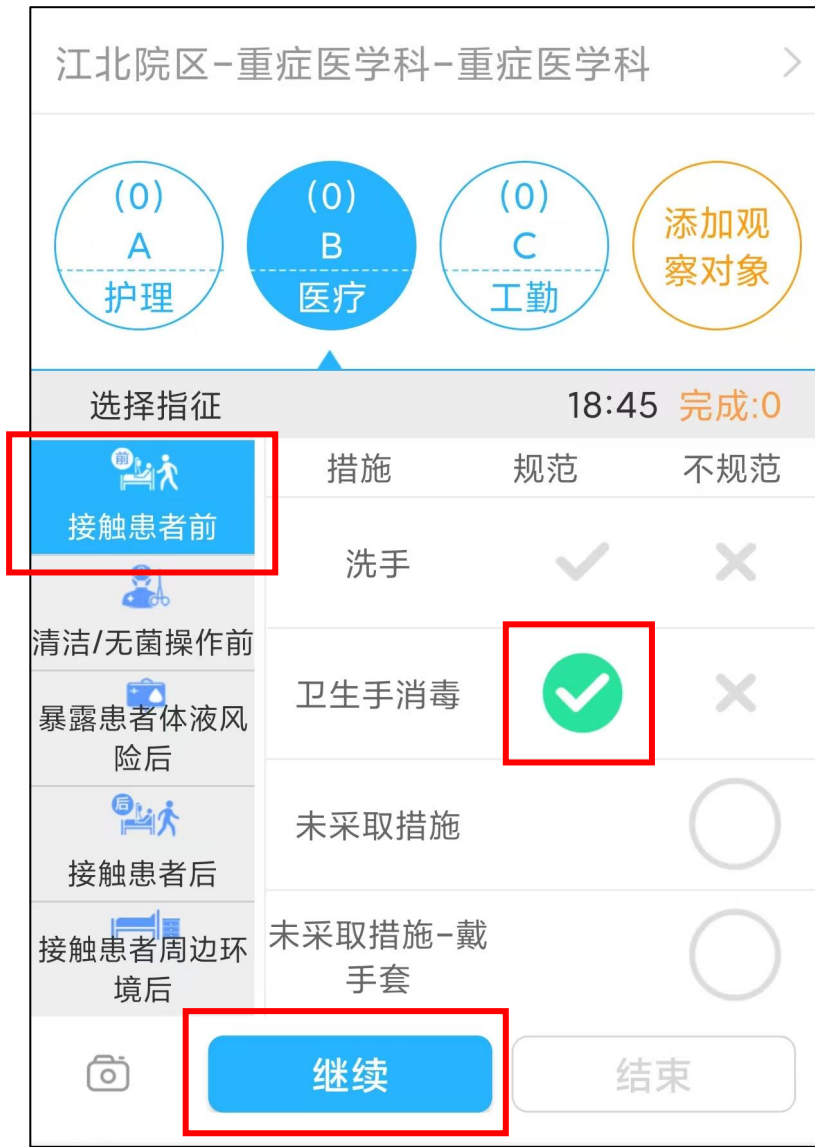 江北院区-重症医学科-重症医学科
(0) (0) (0) 添加观
A B C 察对象
护理 医疗 工勤
选择指征 18:45 完成:0
前 措施 规范 不规范
接触患者前
洗手
清洁/无菌操作前
卫生手消毒
暴露患者体液风
险后
后
未采取措施
接触患者后
接触患者周边环 未采取措施-戴
境后 手套
继续 结束